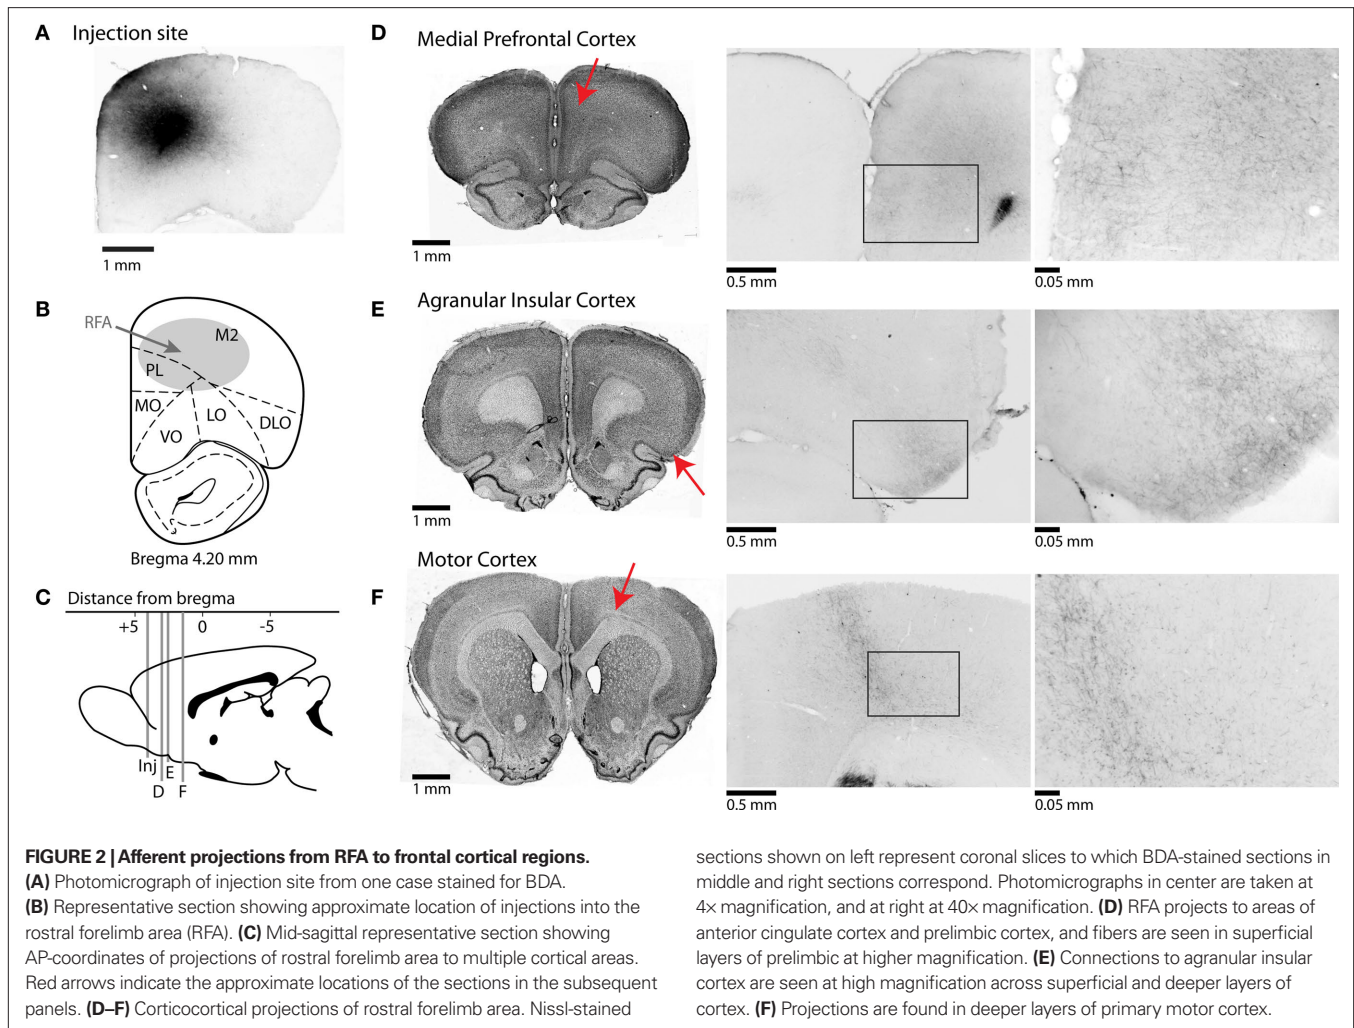 A Injection site
1 mm
B
RFA
M2
PL
MO
LO
DLO
VO
Bregma 4.20 mm
C Distance from bregma
+5 0 -5
Inj
E
D F
D Medial Prefrontal Cortex
1 mm
0.5 mm
0.05 mm
E Agranular Insular Cortex
1 mm
0.5 mm
0.05 mm
F Motor Cortex
1 mm
0.5 mm
0.05 mm
FIGURE 2 | Afferent projections from RFA to frontal cortical regions.
(A) Photomicrograph of injection site from one case stained for BDA.
(B) Representative section showing approximate location of injections into the
rostral forelimb area (RFA). (C) Mid-sagittal representative section showing
AP-coordinates of projections of rostral forelimb area to multiple cortical areas.
Red arrows indicate the approximate locations of the sections in the subsequent
panels. (D–F) Corticocortical projections of rostral forelimb area. Nissl-stained
sections shown on left represent coronal slices to which BDA-stained sections in
middle and right sections correspond. Photomicrographs in center are taken at
4× magnification, and at right at 40× magnification. (D) RFA projects to areas of
anterior cingulate cortex and prelimbic cortex, and fibers are seen in superficial
layers of prelimbic at higher magnification. (E) Connections to agranular insular
cortex are seen at high magnification across superficial and deeper layers of
cortex. (F) Projections are found in deeper layers of primary motor cortex.